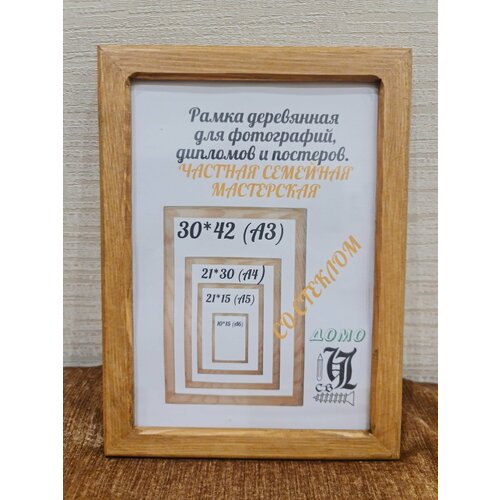 Рамка деревянная
для фотографий,
дипломов и постеров.
ЧАСТНАЯ СЕМЕЙНАЯ
МАСТЕРСКАЯ
30*42 (А3)
21*30 (А4)
21*15 (А5)
10*15 (А6)
СО СТЕКЛОМ
ДОМО
СВ